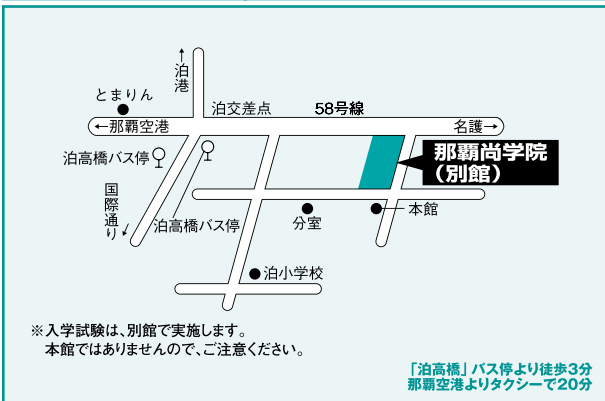 ↑泊港
とまりん
泊交差点
58号線
←那覇空港
名護→
那覇尚学院
（別館）
泊高橋バス停
国際通り↓
泊高橋バス停
分室
本館
泊小学校
※入学試験は、別館で実施します。
本館ではありませんので、ご注意ください。
「泊高橋」バス停より徒歩3分
那覇空港よりタクシーで20分